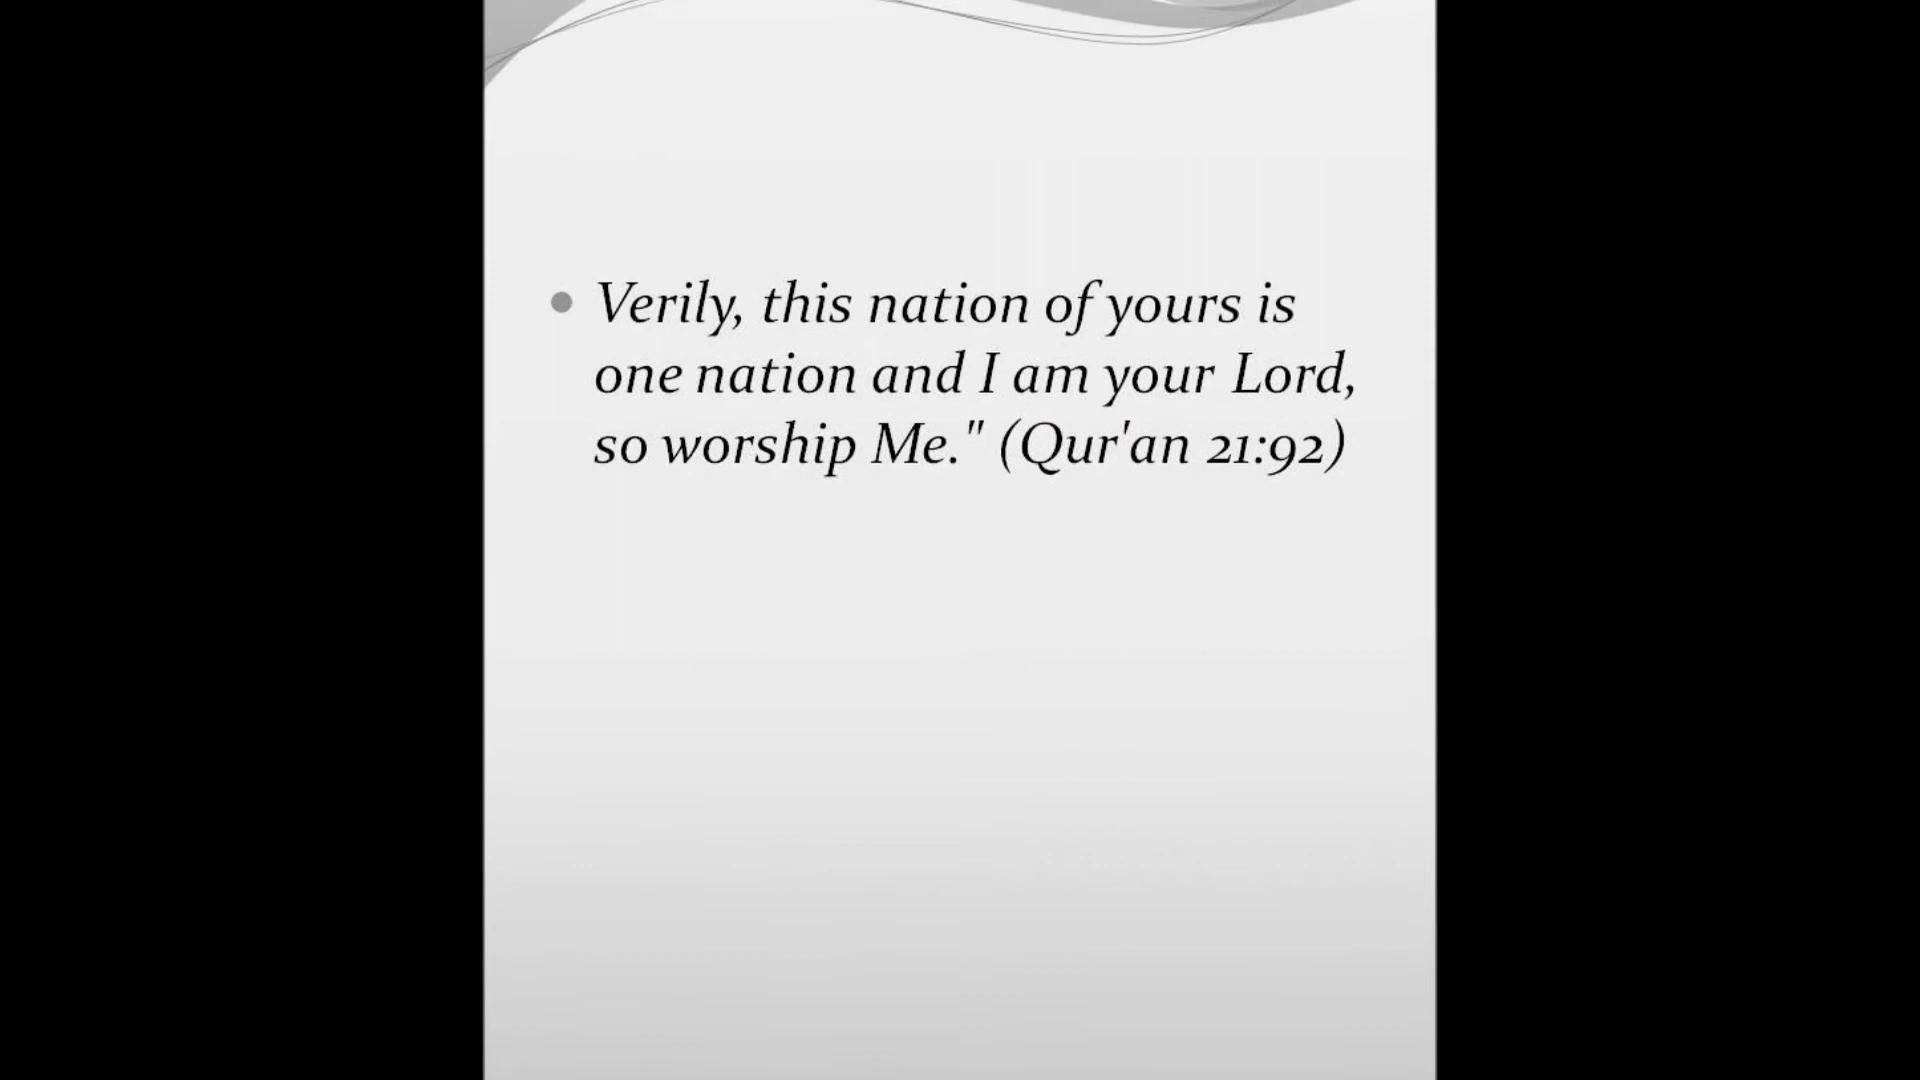 • Verily, this nation of yours is
one nation and I am your Lord,
so worship Me." (Qur'an 21:92)